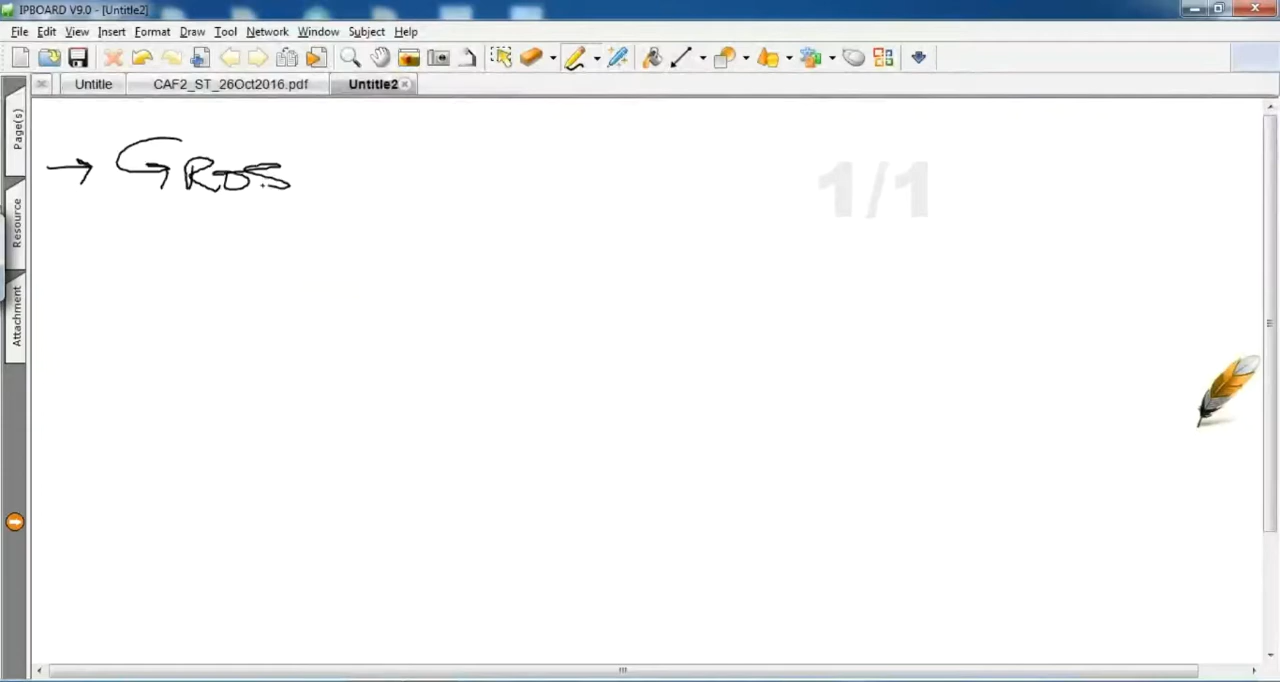 IPBOARD V9.0 - [Untitle2]
File Edit View Insert Format Draw Tool Network Window Subject Help
Untitle CAF2_ST_26Oct2016.pdf Untitle2
Page(s)
Resource
Attachment
→ GROSS
1/1